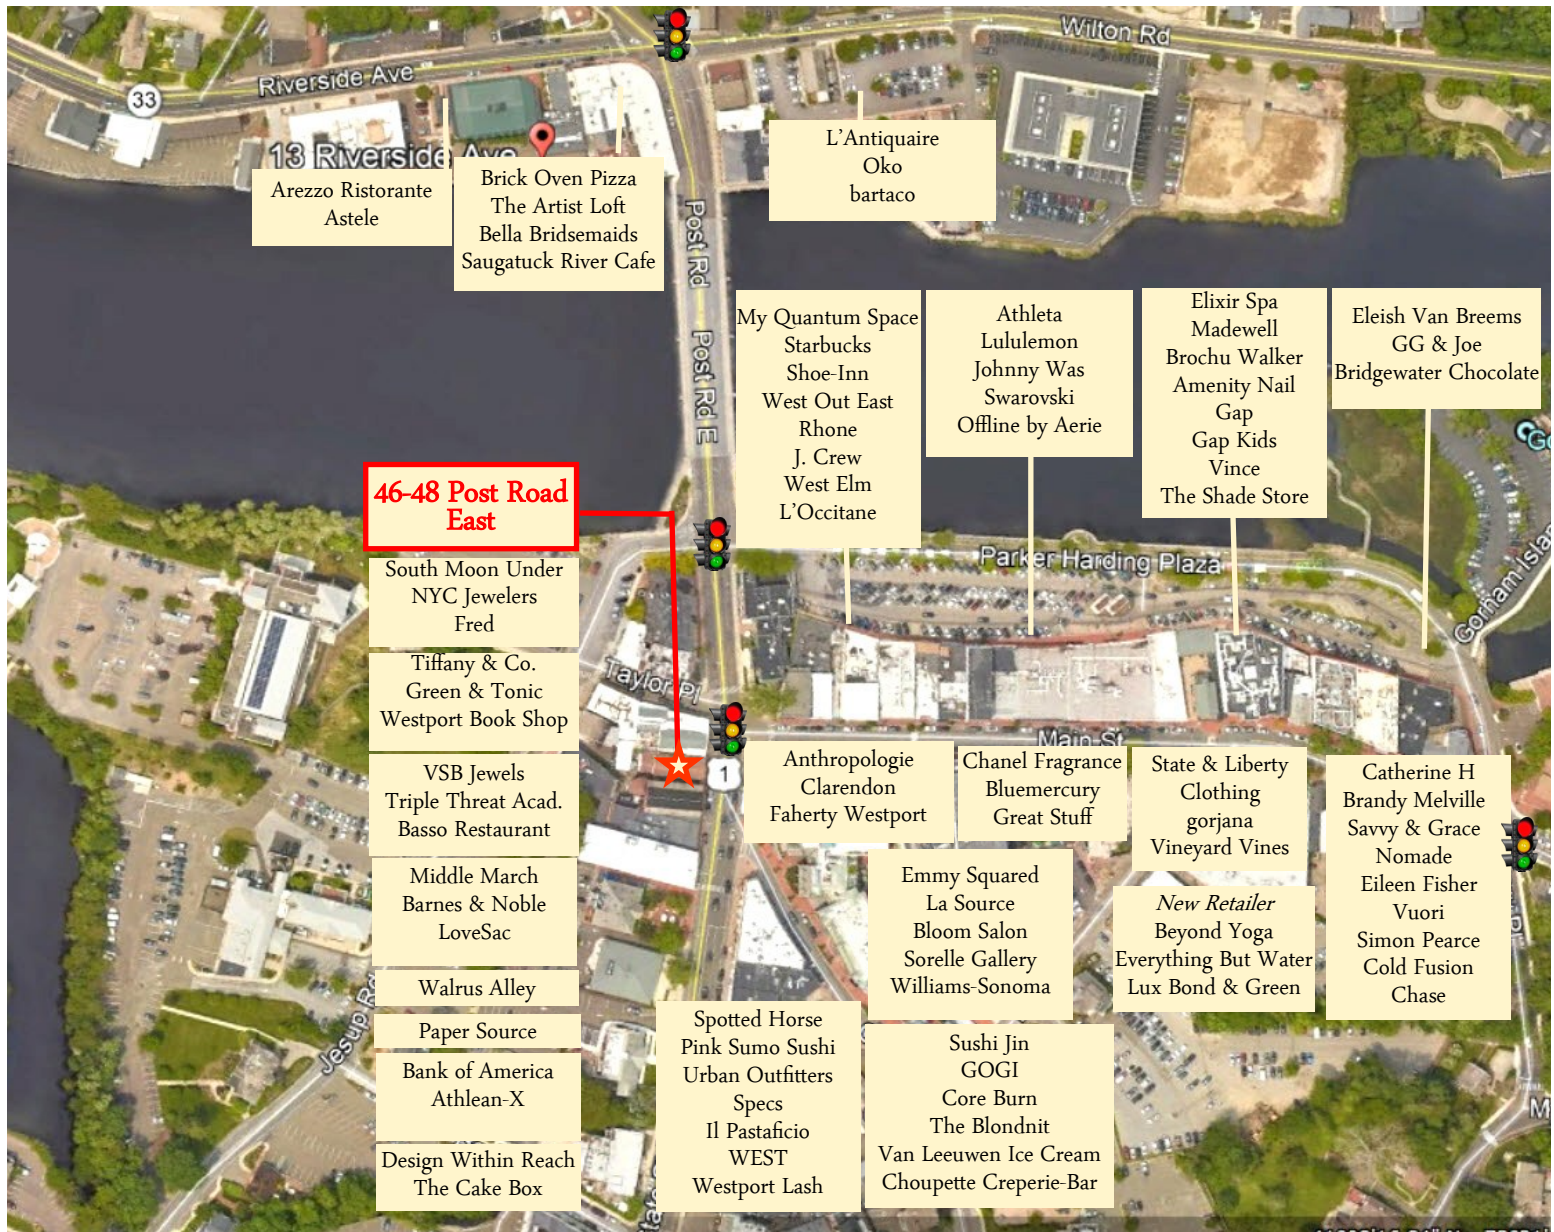 Wilton Rd
Riverside Ave
33
13 Riverside Ave
L'Antiquaire
Oko
bartaco
Arezzo Ristorante
Astele
Brick Oven Pizza
The Artist Loft
Bella Bridsemaids
Saugatuck River Cafe
Post Rd
Post Rd E
My Quantum Space
Starbucks
Shoe-Inn
West Out East
Rhone
J. Crew
West Elm
L'Occitane
Athleta
Lululemon
Johnny Was
Swarovski
Offline by Aerie
Elixir Spa
Madewell
Brochu Walker
Amenity Nail
Gap
Gap Kids
Vince
The Shade Store
Eleish Van Breems
GG & Joe
Bridgewater Chocolate
46-48 Post Road
East
Parker Harding Plaza
Gorham Islan
South Moon Under
NYC Jewelers
Fred
Tiffany & Co.
Green & Tonic
Westport Book Shop
VSB Jewels
Triple Threat Acad.
Basso Restaurant
Middle March
Barnes & Noble
LoveSac
Walrus Alley
Paper Source
Bank of America
Athlean-X
Design Within Reach
The Cake Box
Taylor Pl
Main St
1
Jesup Rd
Anthropologie
Clarendon
Faherty Westport
Chanel Fragrance
Bluemercury
Great Stuff
State & Liberty
Clothing
gorjana
Vineyard Vines
Catherine H
Brandy Melville
Savvy & Grace
Nomade
Eileen Fisher
Vuori
Simon Pearce
Cold Fusion
Chase
Emmy Squared
La Source
Bloom Salon
Sorelle Gallery
Williams-Sonoma
New Retailer
Beyond Yoga
Everything But Water
Lux Bond & Green
Spotted Horse
Pink Sumo Sushi
Urban Outfitters
Specs
Il Pastaficio
WEST
Westport Lash
Sushi Jin
GOGI
Core Burn
The Blondnit
Van Leeuwen Ice Cream
Choupette Creperie-Bar